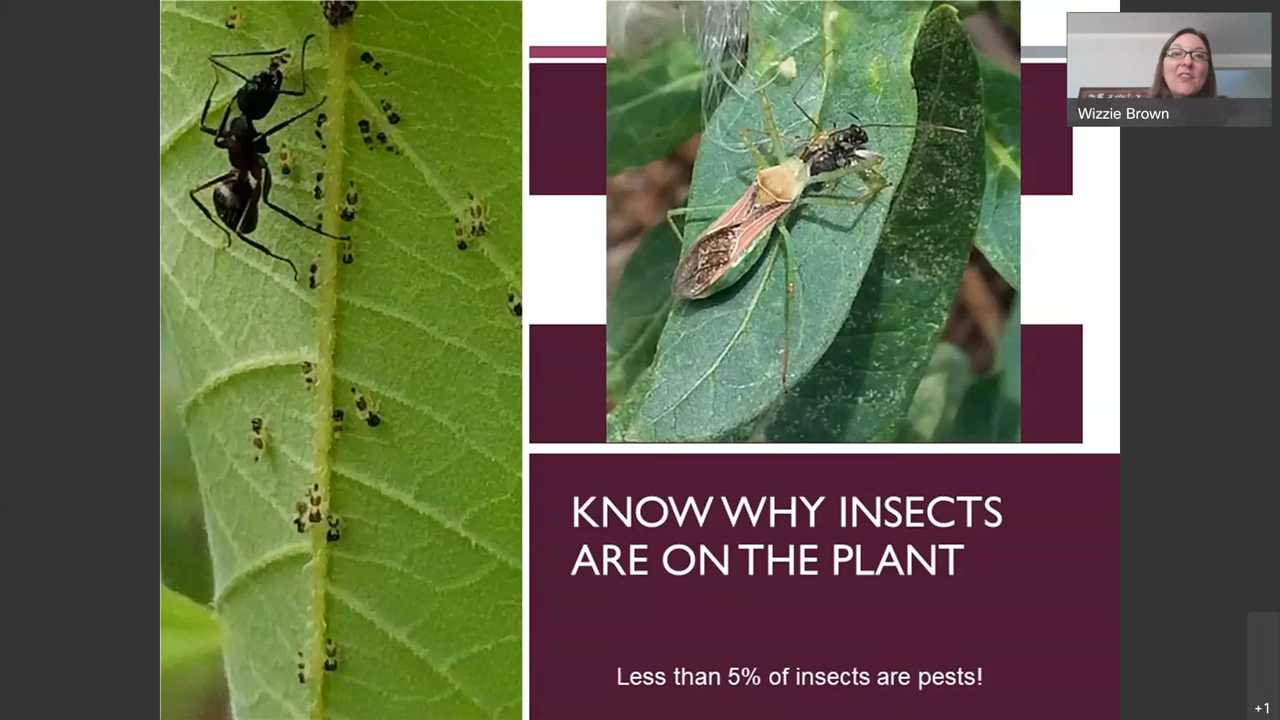 Wizzie Brown
KNOW WHY INSECTS
ARE ON THE PLANT
Less than 5% of insects are pests!
+1